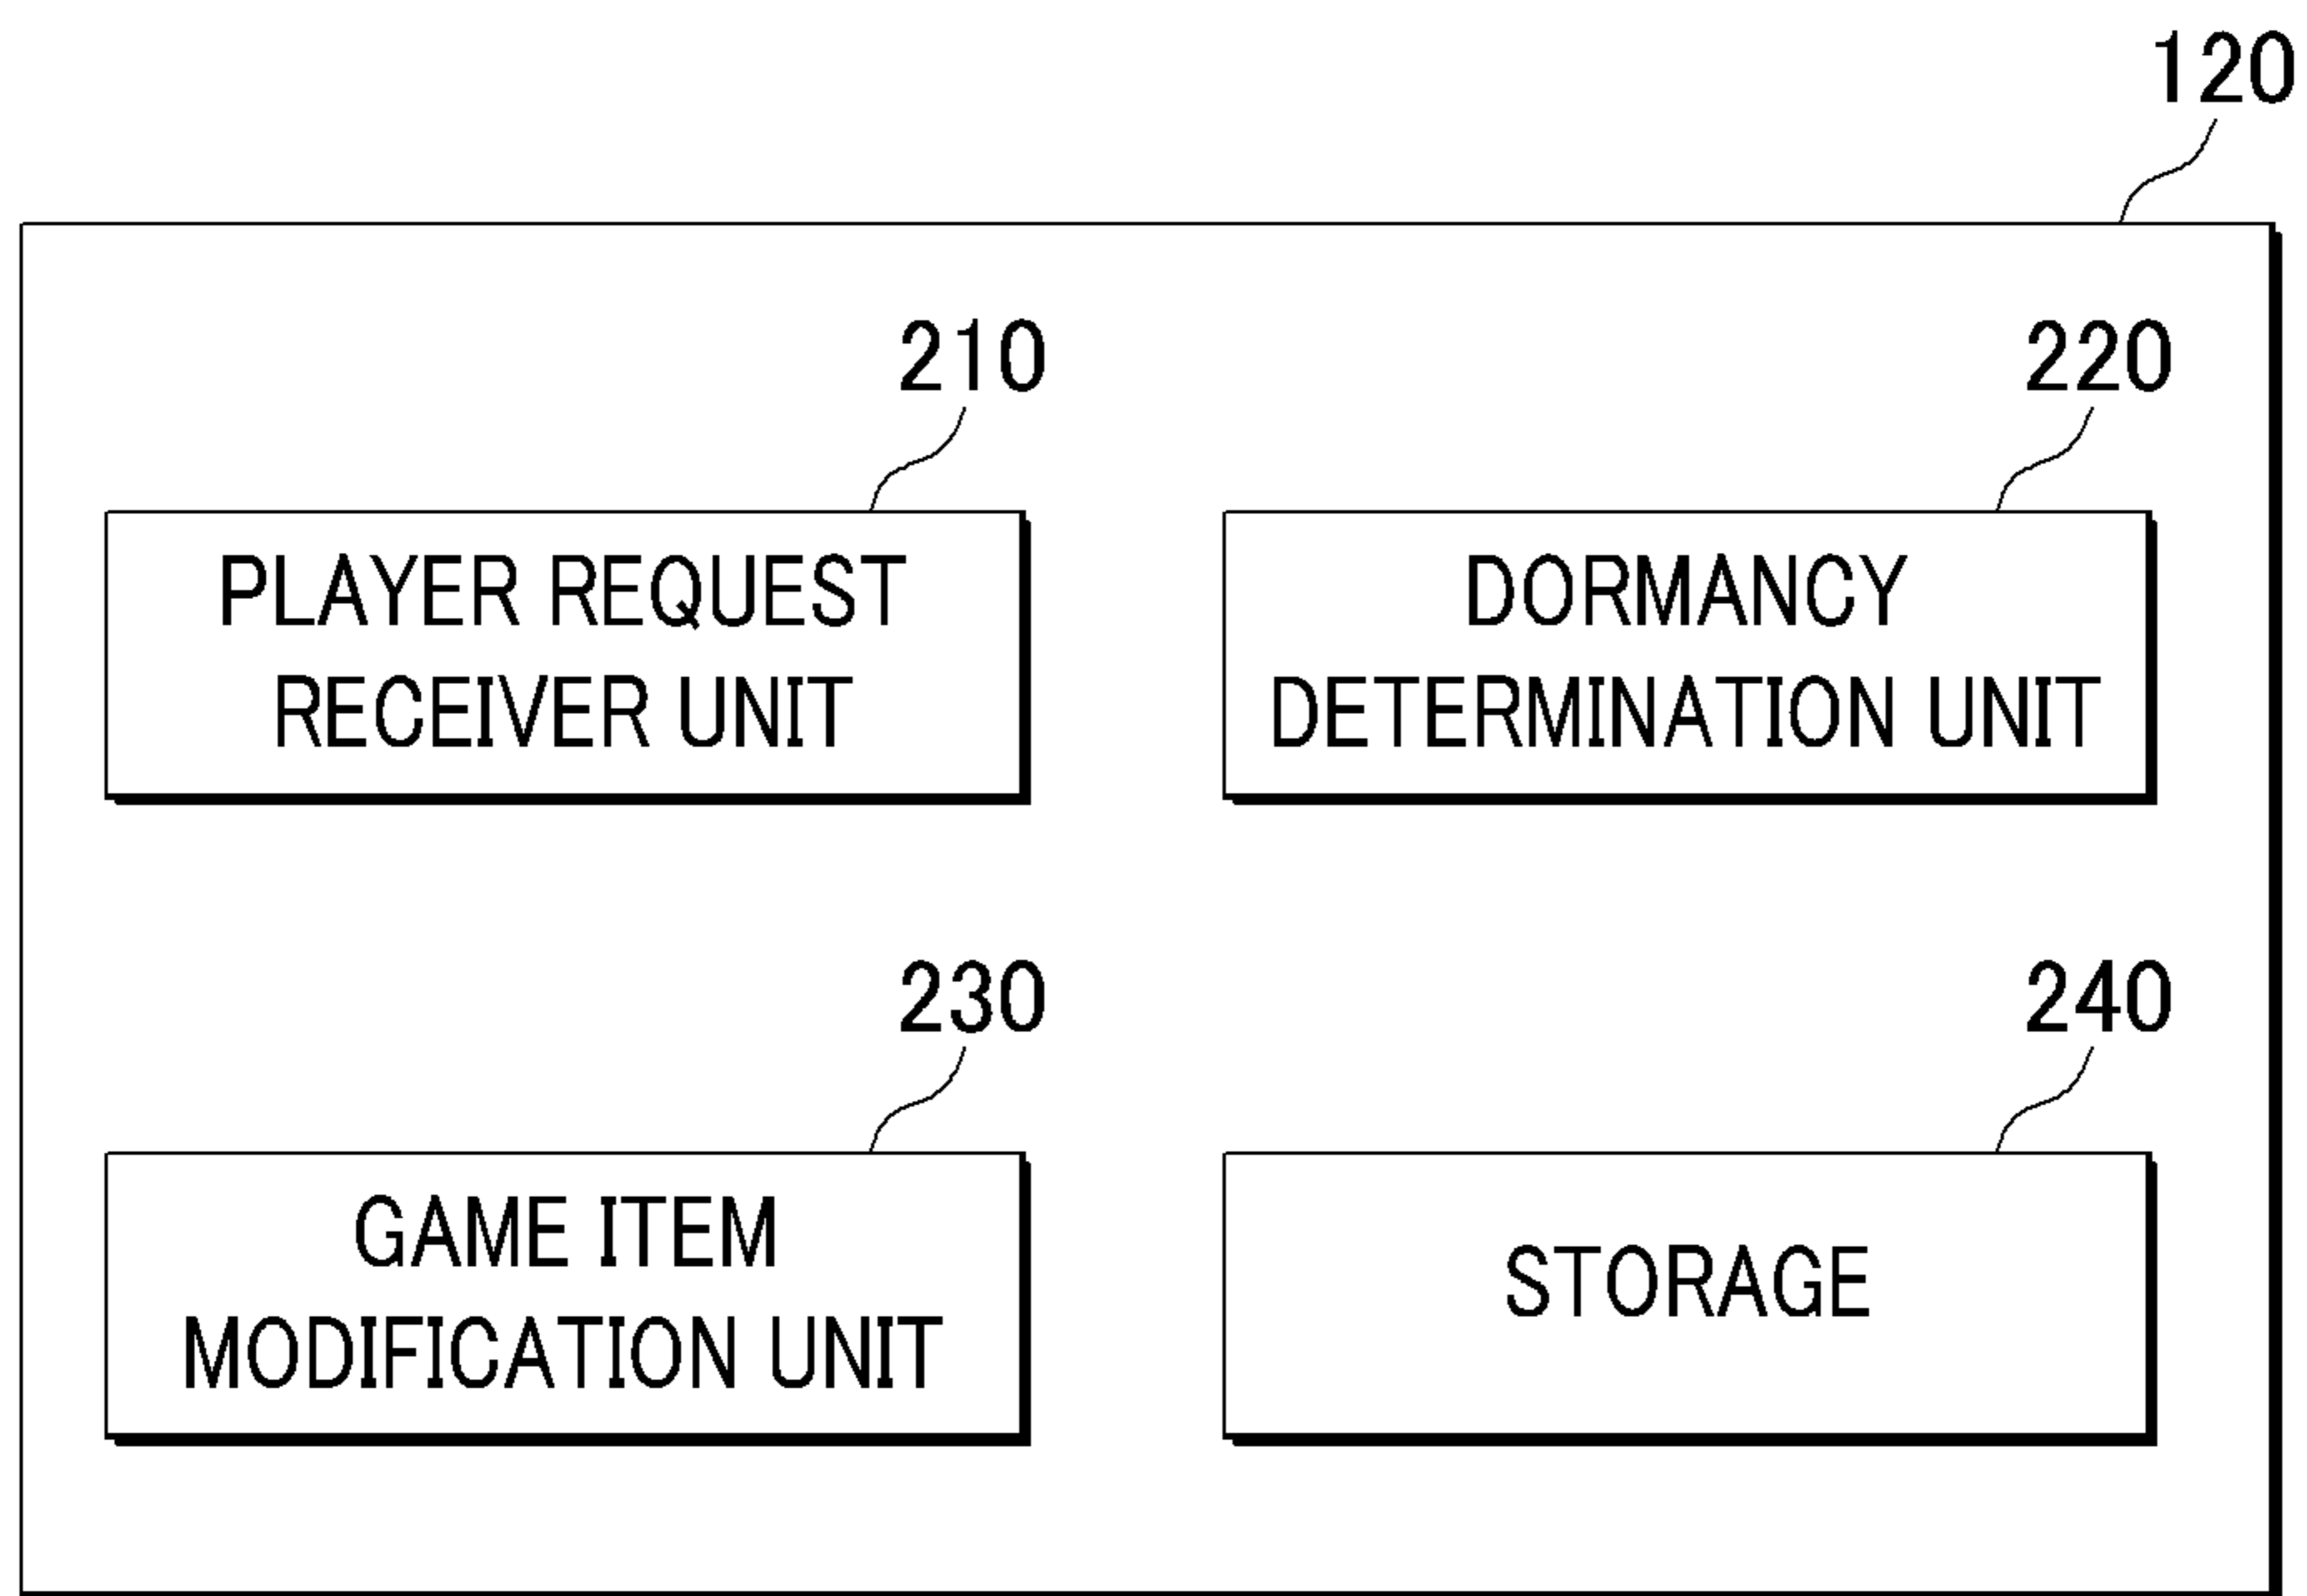 120
210
220
PLAYER REQUEST
RECEIVER UNIT
DORMANCY
DETERMINATION UNIT
230
240
GAME ITEM
MODIFICATION UNIT
STORAGE